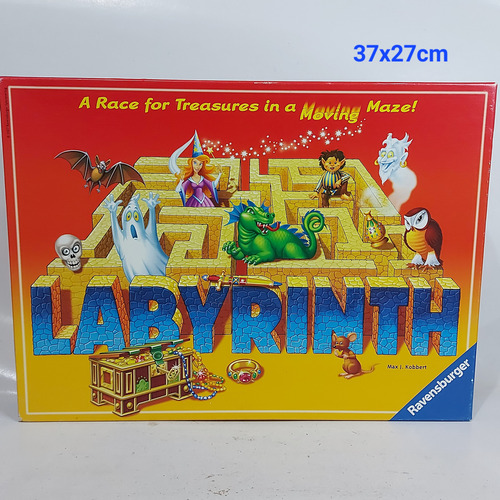 37x27cm
A Race for Treasures in a Moving Maze!
LABYRINTH
Max J. Kobbert
Ravensburger